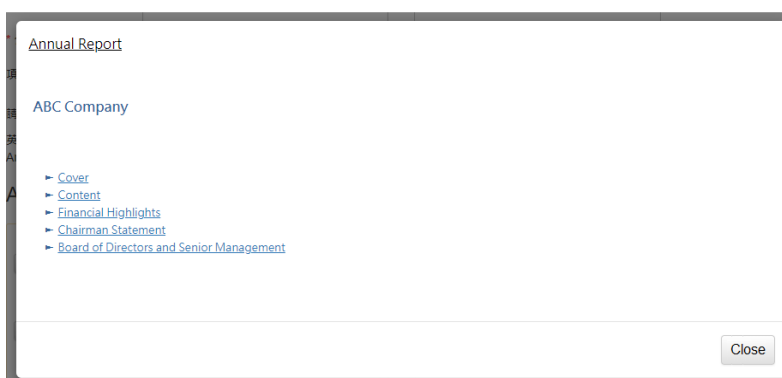 Annual Report
ABC Company
► Cover
► Content
► Financial Highlights
► Chairman Statement
► Board of Directors and Senior Management
Close